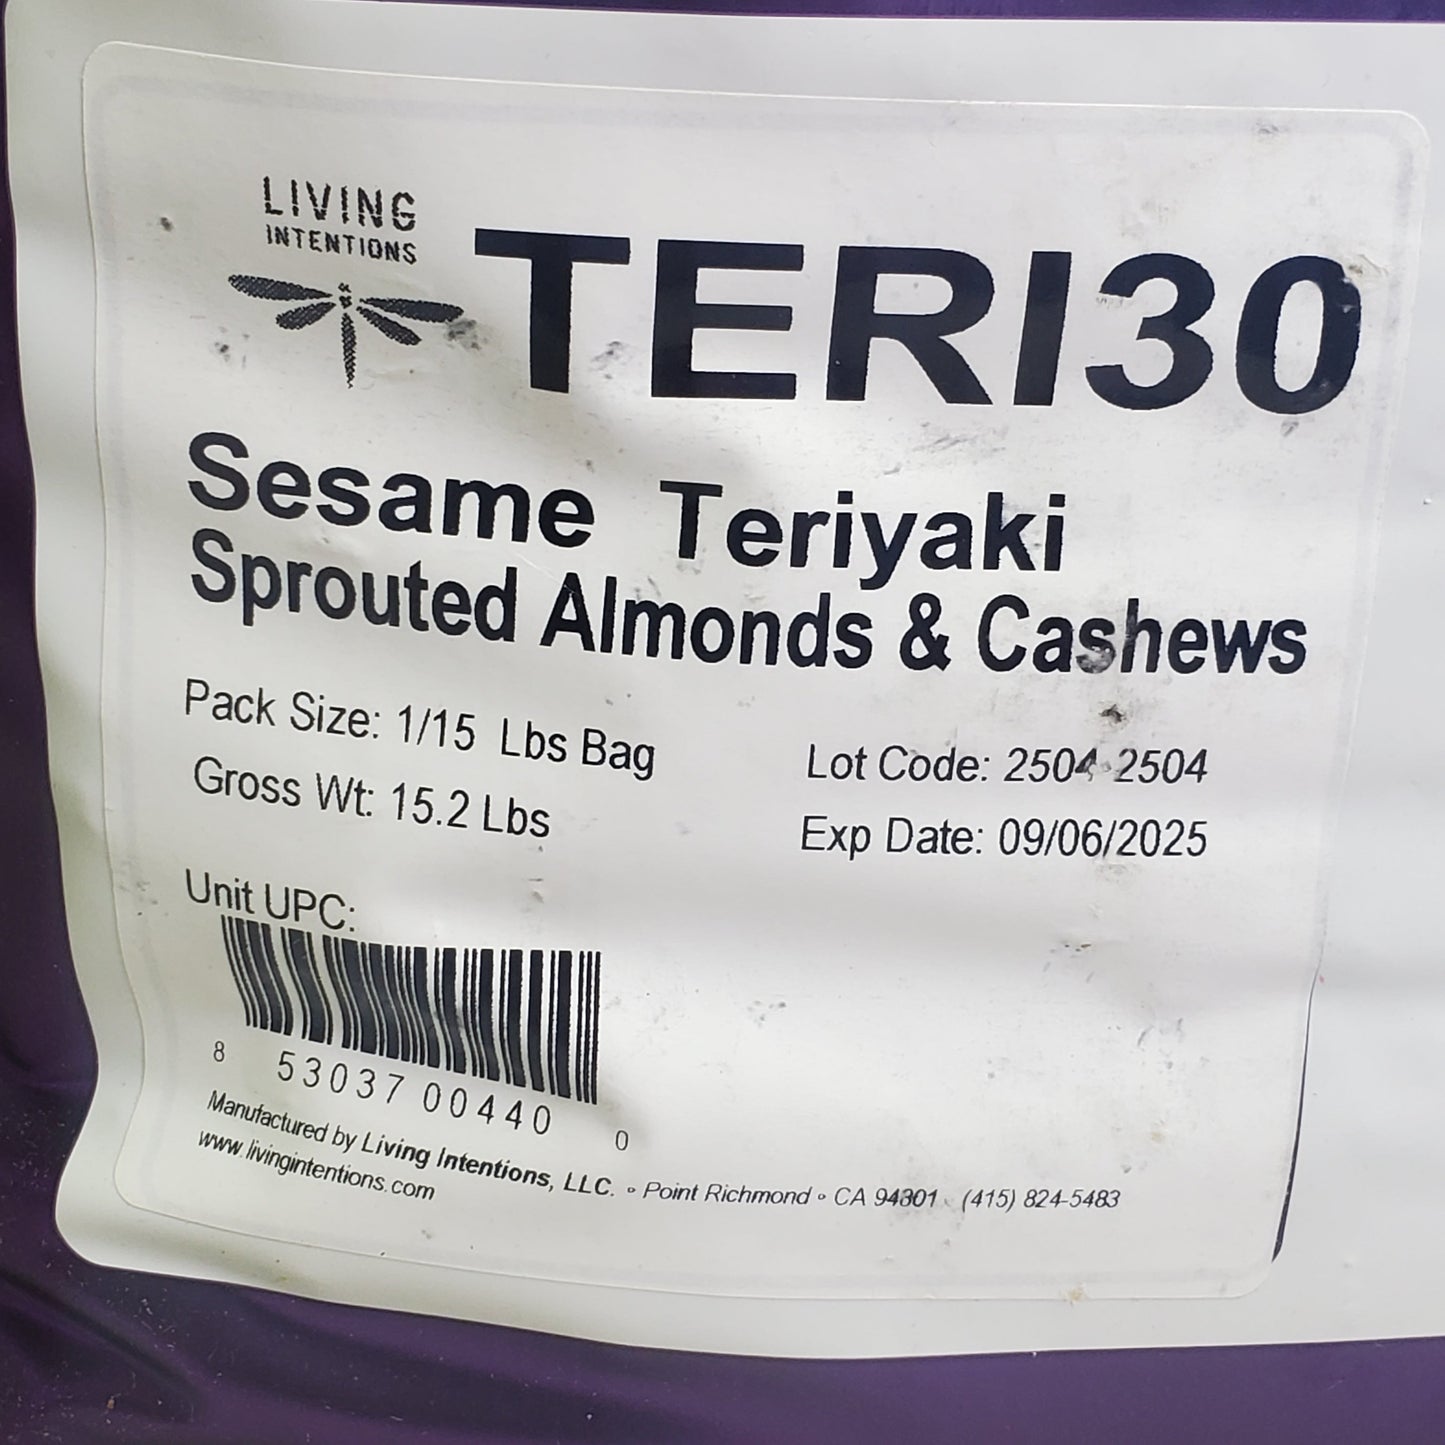 LIVING
INTENTIONS
TERI30
Sesame Teriyaki
Sprouted Almonds & Cashews
Pack Size: 1/15 Lbs Bag
Gross Wt: 15.2 Lbs
Lot Code: 2504-2504
Exp Date: 09/06/2025
Unit UPC:
8 53037 00440 0
Manufactured by Living Intentions, LLC. ∘ Point Richmond ∘ CA 94801 (415) 824-5483
www.livingintentions.com